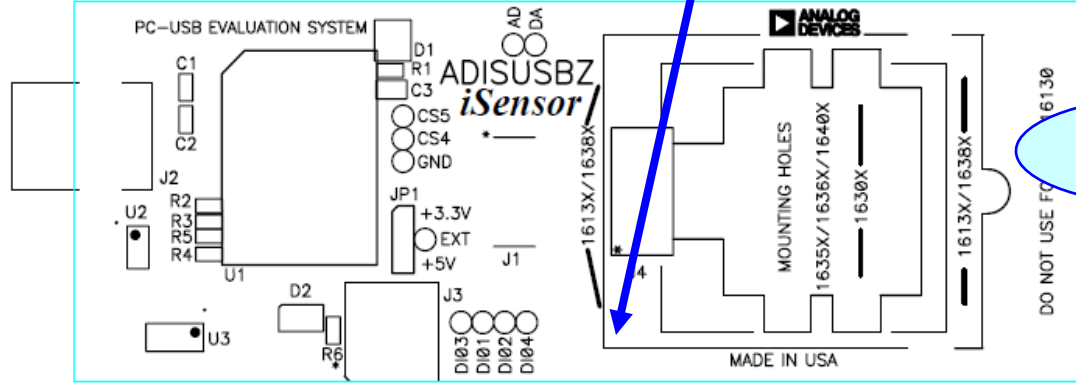 PC-USB EVALUATION SYSTEM
AD
DA
ANALOG
DEVICES
D1
R1
C3
ADISUSBZ
iSensor
C1
C2
CS5
CS4
GND
*
J2
R2
R3
R5
R4
U2
U1
JP1
+3.3V
EXT
+5V
J1
1613X/1638X
*
MOUNTING HOLES
1635X/1636X/1640X
1630X
1613X/1638X
DO NOT USE
16130
D2
J3
U3
R6
*
DIO3
DIO1
DIO2
DIO4
MADE IN USA